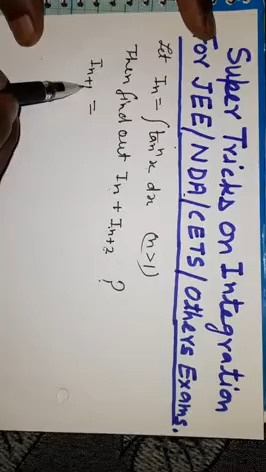 Super Tricks on Integration
For JEE/NDA/CETs/Others Exams.
Let In = ∫tanⁿx dx (n>1)
Then find out In + In+2 ?
In+1 =